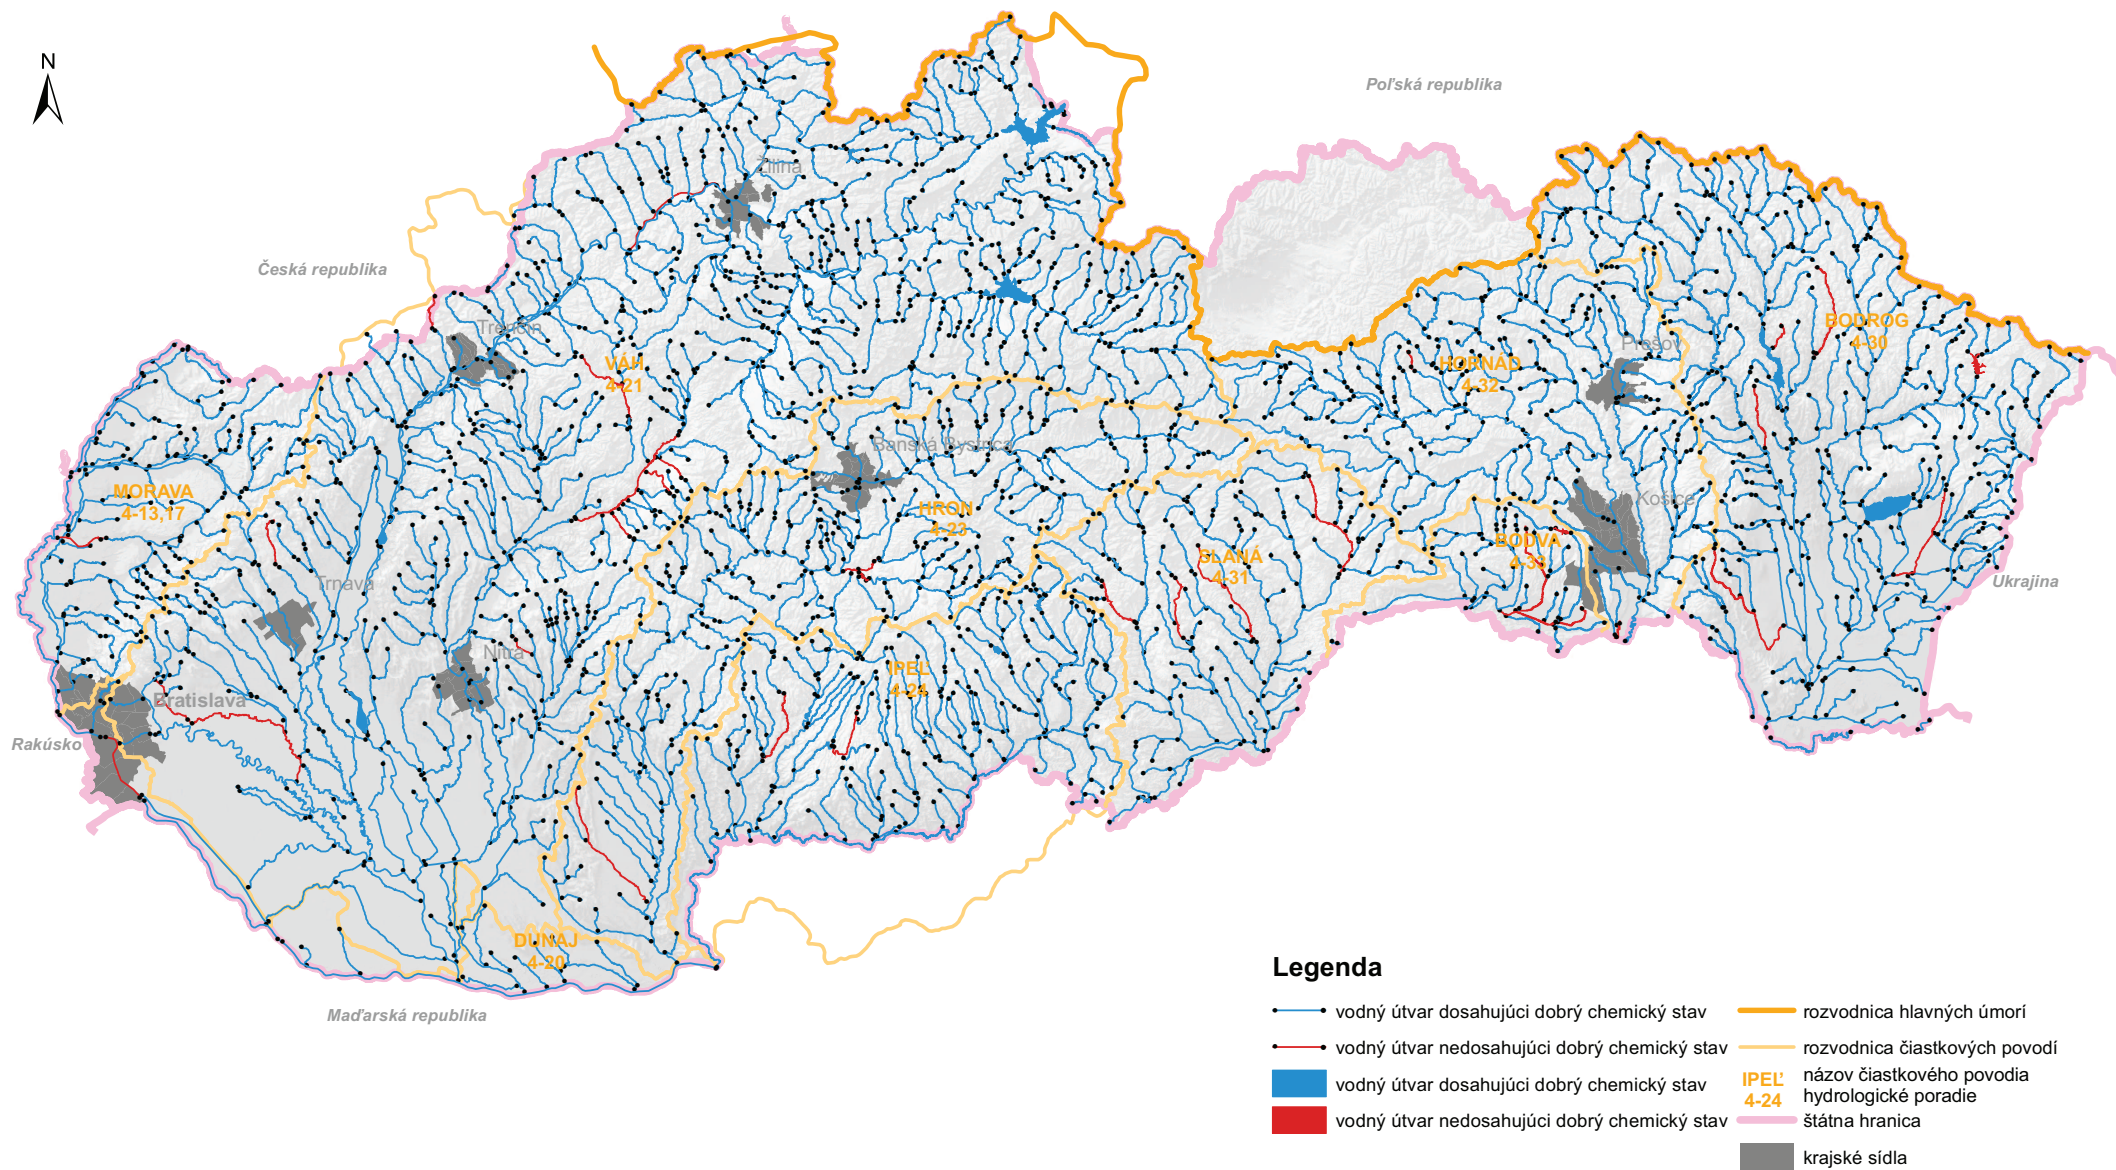 N
Poľská republika
Žilina
Česká republika
Trenčín
VÁH
4-21
BODROG
4-30
Prešov
HORNÁD
4-32
Banská Bystrica
MORAVA
4-13,17
HRON
4-23
Košice
BODVA
4-33
SLANÁ
4-31
Trnava
Ukrajina
Nitra
IPEĽ
4-24
Bratislava
Rakúsko
DUNAJ
4-20
Maďarská republika
Legenda
vodný útvar dosahujúci dobrý chemický stav
vodný útvar nedosahujúci dobrý chemický stav
vodný útvar dosahujúci dobrý chemický stav
vodný útvar nedosahujúci dobrý chemický stav
rozvodnica hlavných úmorí
rozvodnica čiastkových povodí
IPEĽ
4-24
názov čiastkového povodia
hydrologické poradie
štátna hranica
krajské sídla